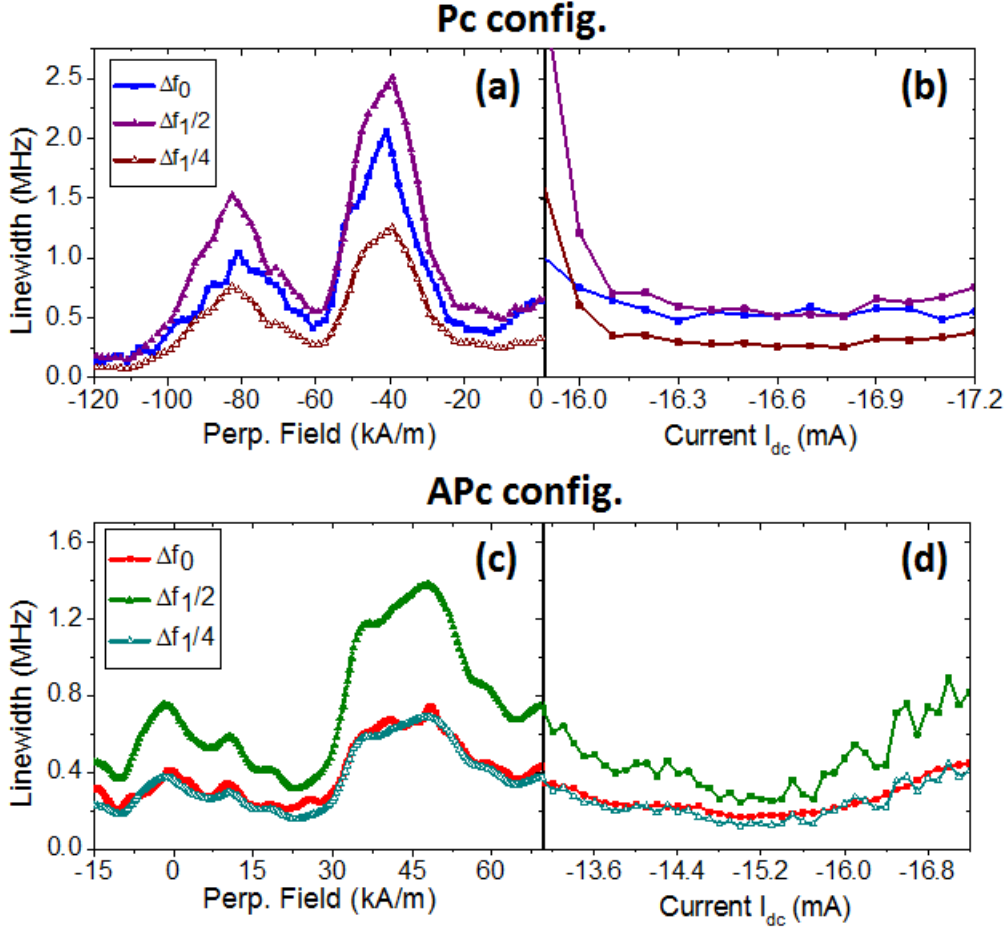 Pc config.
Linewidth (MHz)
2.5
2.0
1.5
1.0
0.5
0.0
Δf0
Δf1/2
Δf1/4
(a)
(b)
-120 -100 -80 -60 -40 -20 0
-16.0 -16.3 -16.6 -16.9 -17.2
Perp. Field (kA/m)
Current Idc (mA)
APc config.
Linewidth (MHz)
1.6
1.2
0.8
0.4
0.0
Δf0
Δf1/2
Δf1/4
(c)
(d)
-15 0 15 30 45 60
-13.6 -14.4 -15.2 -16.0 -16.8
Perp. Field (kA/m)
Current Idc (mA)